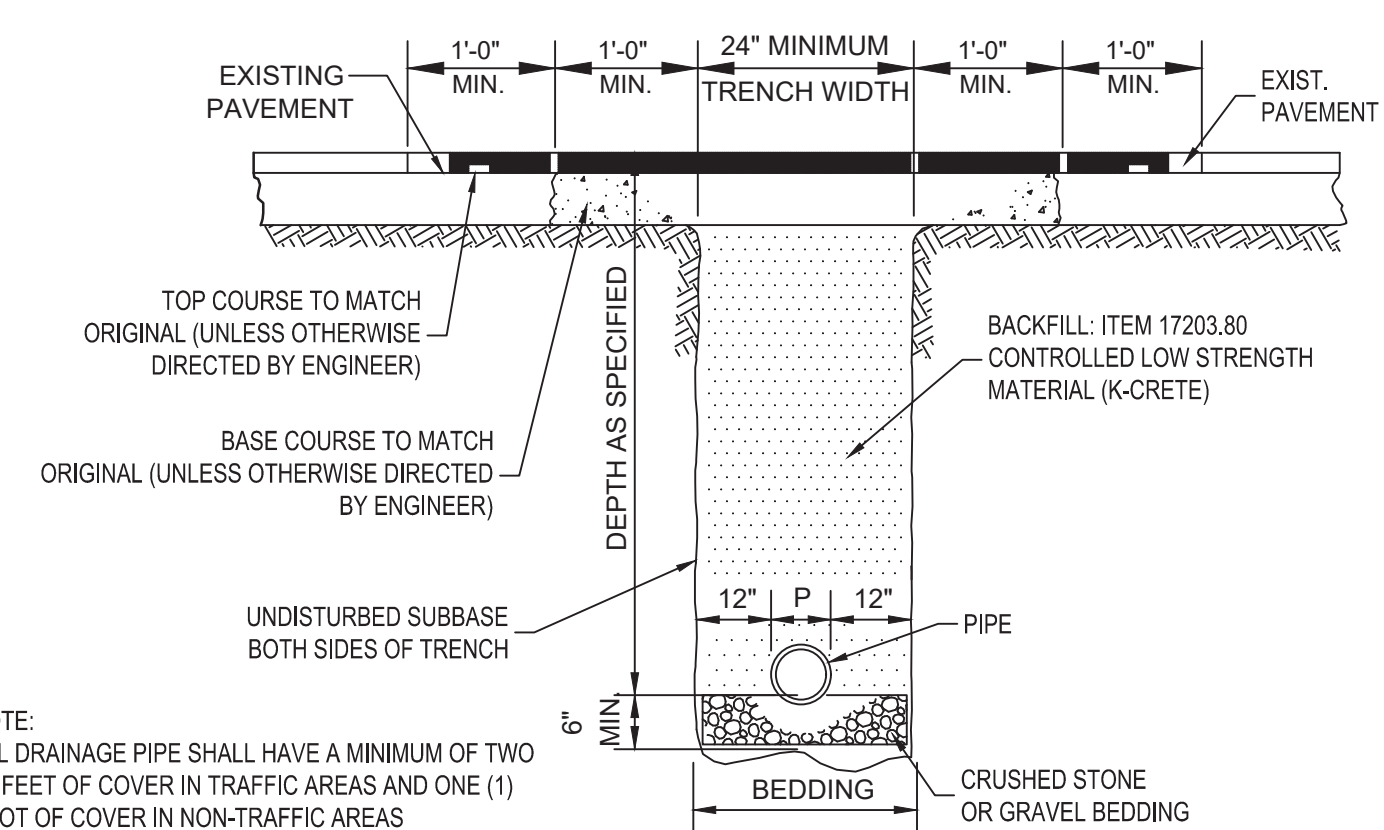 1'-0"
MIN.
1'-0"
MIN.
24" MINIMUM
TRENCH WIDTH
1'-0"
MIN.
1'-0"
MIN.
EXISTING
PAVEMENT
EXIST.
PAVEMENT
TOP COURSE TO MATCH
ORIGINAL (UNLESS OTHERWISE
DIRECTED BY ENGINEER)
BASE COURSE TO MATCH
ORIGINAL (UNLESS OTHERWISE DIRECTED
BY ENGINEER)
DEPTH AS SPECIFIED
BACKFILL: ITEM 17203.80
CONTROLLED LOW STRENGTH
MATERIAL (K-CRETE)
UNDISTURBED SUBBASE
BOTH SIDES OF TRENCH
12"
P
12"
PIPE
6"
MIN
BEDDING
CRUSHED STONE
OR GRAVEL BEDDING
OTE:
L DRAINAGE PIPE SHALL HAVE A MINIMUM OF TWO
FEET OF COVER IN TRAFFIC AREAS AND ONE (1)
OOT OF COVER IN NON-TRAFFIC AREAS